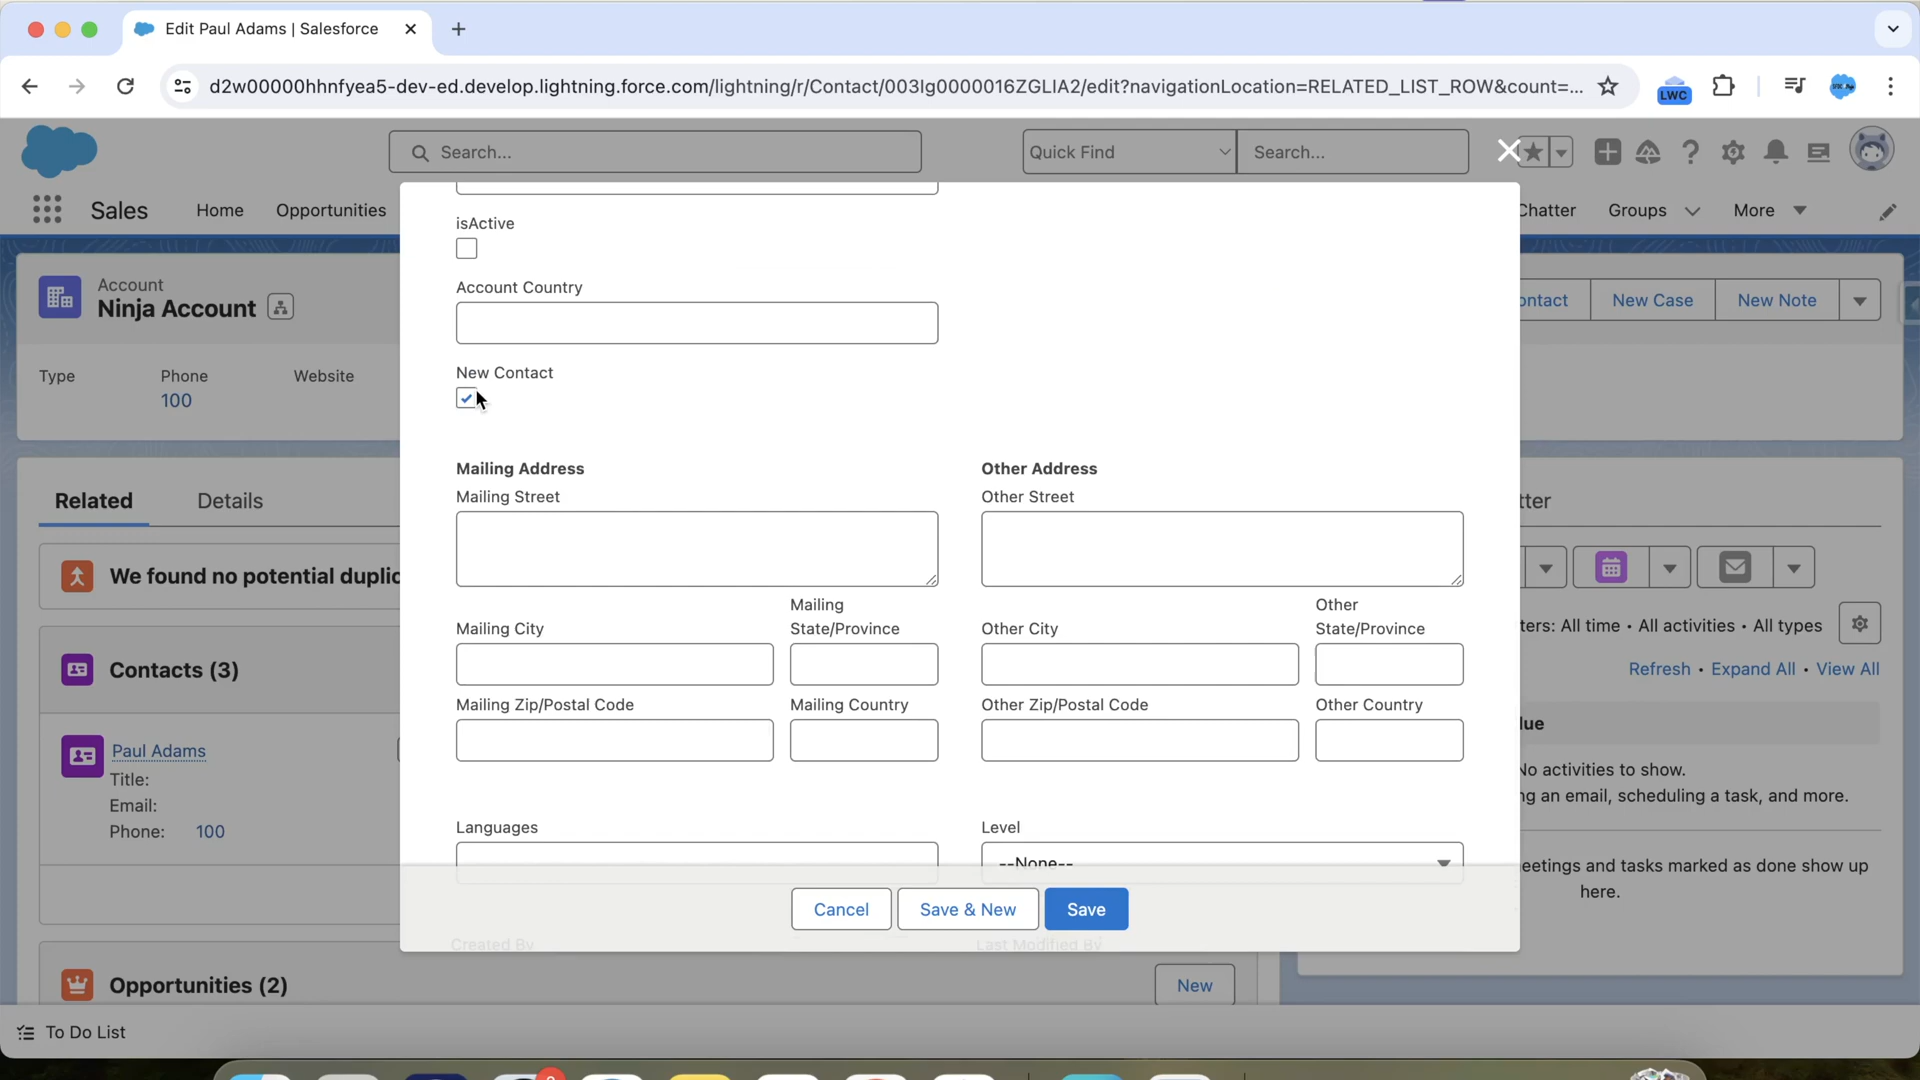 Edit Paul Adams | Salesforce
d2w00000hhnfyea5-dev-ed.develop.lightning.force.com/lightning/r/Contact/003Ig0000016ZGLIA2/edit?navigationLocation=RELATED_LIST_ROW&count=...
LWC
Search...
Quick Find
Search...
Sales
Home
Opportunities
Chatter
Groups
More
Account
Ninja Account
ontact
New Case
New Note
Type
Phone
Website
100
isActive
Account Country
New Contact
Mailing Address
Other Address
Mailing Street
Other Street
Mailing City
Mailing
State/Province
Other City
Other
State/Province
Mailing Zip/Postal Code
Mailing Country
Other Zip/Postal Code
Other Country
Languages
Level
--None--
Cancel
Save & New
Save
Created By
Last Modified By
Related
Details
We found no potential duplic
Contacts (3)
Paul Adams
Title:
Email:
Phone:
100
Opportunities (2)
New
tter
ters: All time • All activities • All types
Refresh • Expand All • View All
lue
No activities to show.
ng an email, scheduling a task, and more.
eetings and tasks marked as done show up
here.
To Do List